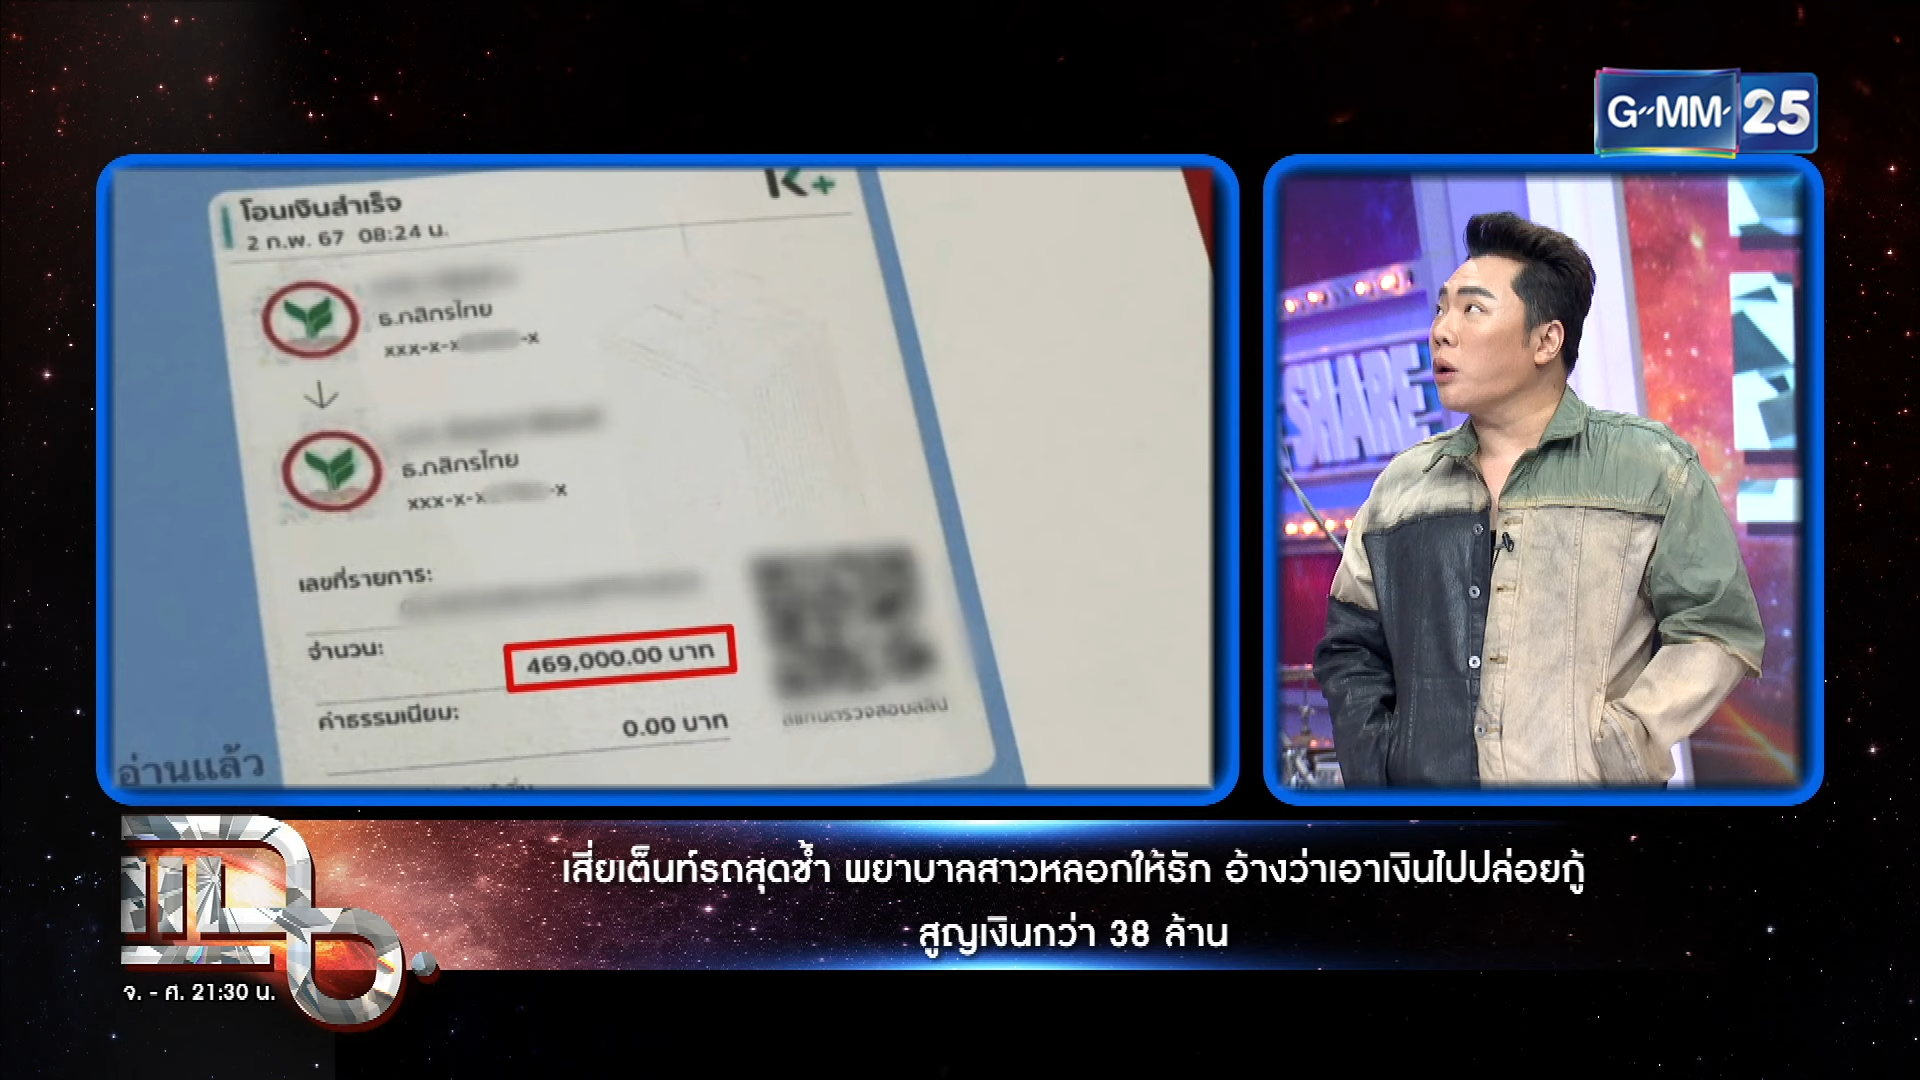 G"MM' 25
โอนเงินสำเร็จ
K+
2 ก.พ. 67 08:24 น.
ธ.กสิกรไทย
xxx-x-x -x
ธ.กสิกรไทย
xxx-x-x -x
เลขที่รายการ:
จำนวน:
469,000.00 บาท
ค่าธรรมเนียม:
0.00 บาท
สแกนตรวจสอบสลิป
อ่านแล้ว
SHARE
เสี่ยเต็นท์รถสุดช้ำ พยาบาลสาวหลอกให้รัก อ้างว่าเอาเงินไปปล่อยกู้
สูญเงินกว่า 38 ล้าน
แฉ.
จ. - ศ. 21:30 น.